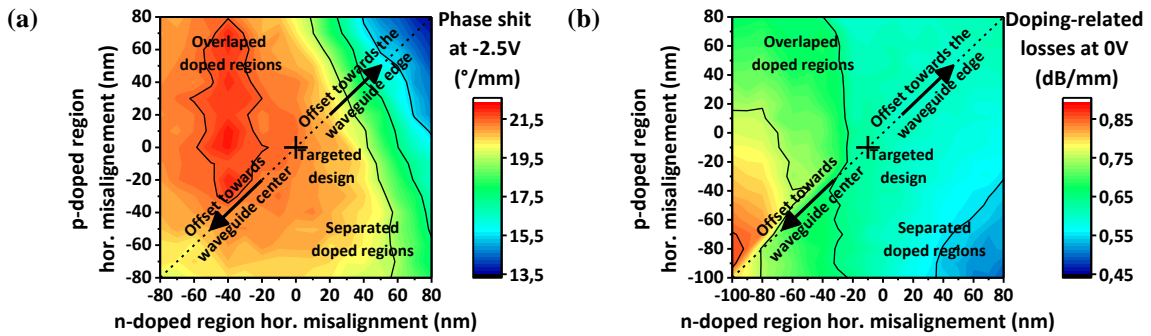 (a)
Phase shit
at -2.5V
(°/mm)
21,5
19,5
17,5
15,5
13,5
p-doped region
hor. misalignement (nm)
80
60
40
20
0
-20
-40
-60
-80
Overlaped
doped regions
Offset towards the
waveguide edge
Targeted
design
Offset towards
waveguide center
Separated
doped regions
-80 -60 -40 -20 0 20 40 60 80
n-doped region hor. misalignment (nm)
(b)
Doping-related
losses at 0V
(dB/mm)
0,85
0,75
0,65
0,55
0,45
p-doped region
hor. misalignement (nm)
80
60
40
20
0
-20
-40
-60
-80
-100
Overlaped
doped regions
Offset towards the
waveguide edge
Targeted
design
Offset towards
waveguide center
Separated
doped regions
-100 -80 -60 -40 -20 0 20 40 60 80
n-doped region hor. misalignement (nm)